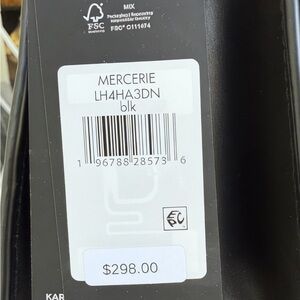 MIX
FSC
FSC® C111674
MERCERIE
LH4HA3DN
blk
1 96788 28573 6
$298.00
KAR